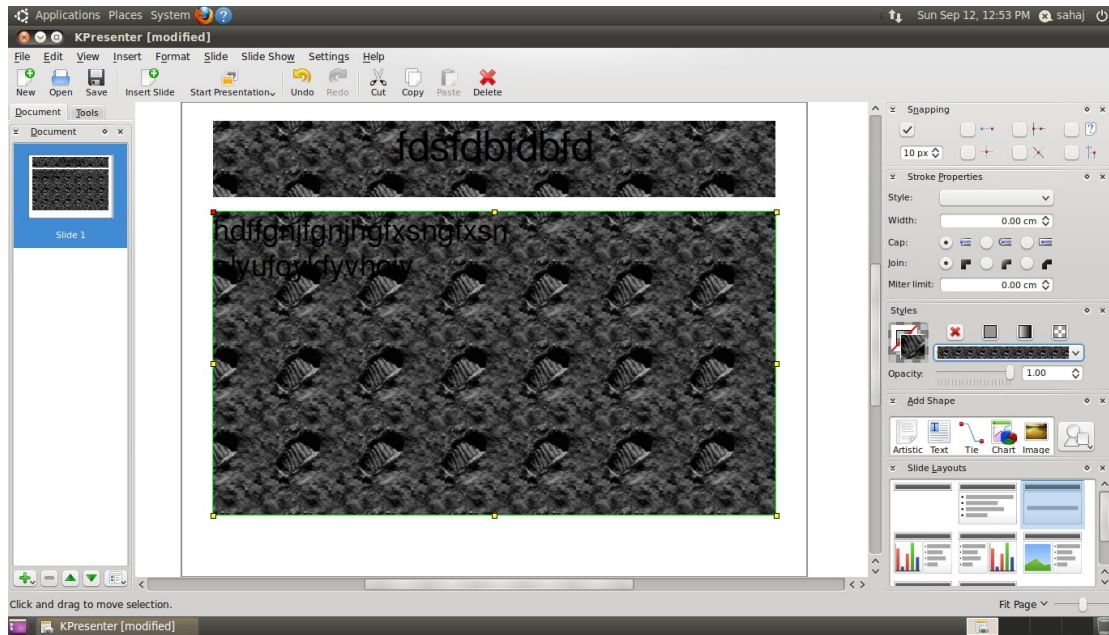 Applications Places System
Sun Sep 12, 12:53 PM sahaj
KPresenter [modified]
File Edit View Insert Format Slide Slide Show Settings Help
New Open Save Insert Slide Start Presentation Undo Redo Cut Copy Paste Delete
Document Tools
Document
Slide 1
fdsfdbfdbfd
Snapping
10 px
Stroke Properties
Style:
Width: 0.00 cm
Cap:
Join:
Miter limit: 0.00 cm
Styles
Opacity: 1.00
Add Shape
Artistic Text Tie Chart Image
Slide Layouts
Click and drag to move selection.
Fit Page
KPresenter [modified]